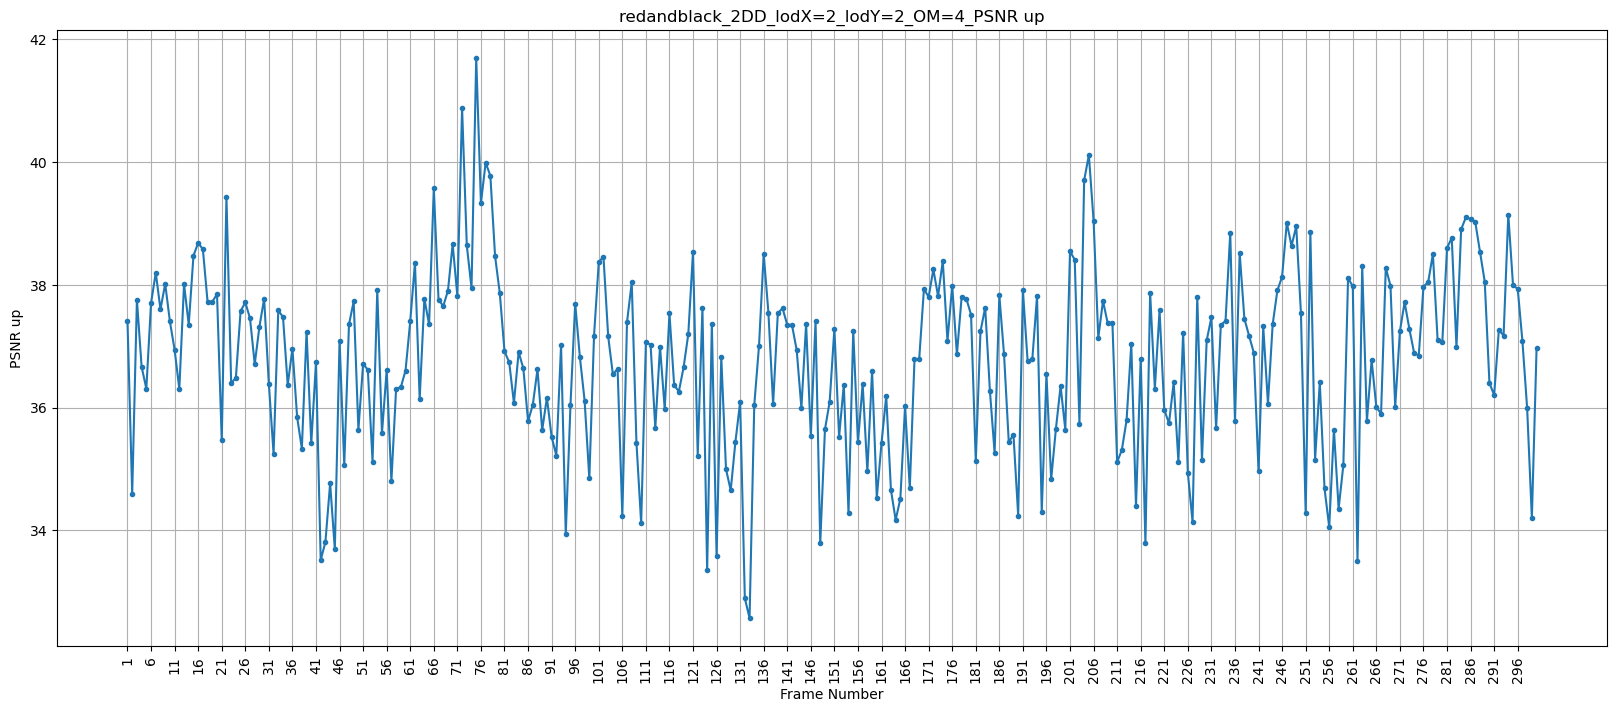 redandblack_2DD_lodX=2_lodY=2_OM=4_PSNR up
42
40
38
36
34
PSNR up
1 6 11 16 21 26 31 36 41 46 51 56 61 66 71 76 81 86 91 96 101 106 111 116 121 126 131 136 141 146 151 156 161 166 171 176 181 186 191 196 201 206 211 216 221 226 231 236 241 246 251 256 261 266 271 276 281 286 291 296
Frame Number